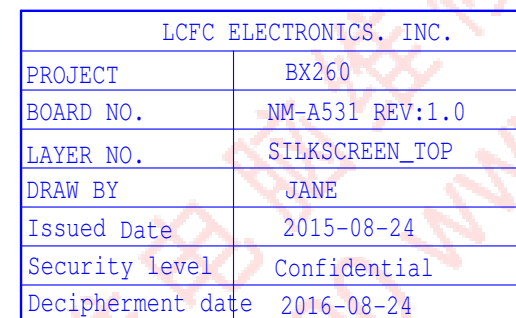 LCFC ELECTRONICS. INC.
PROJECT BX260
BOARD NO. NM-A531 REV:1.0
LAYER NO. SILKSCREEN_TOP
DRAW BY JANE
Issued Date 2015-08-24
Security level Confidential
Decipherment date 2016-08-24